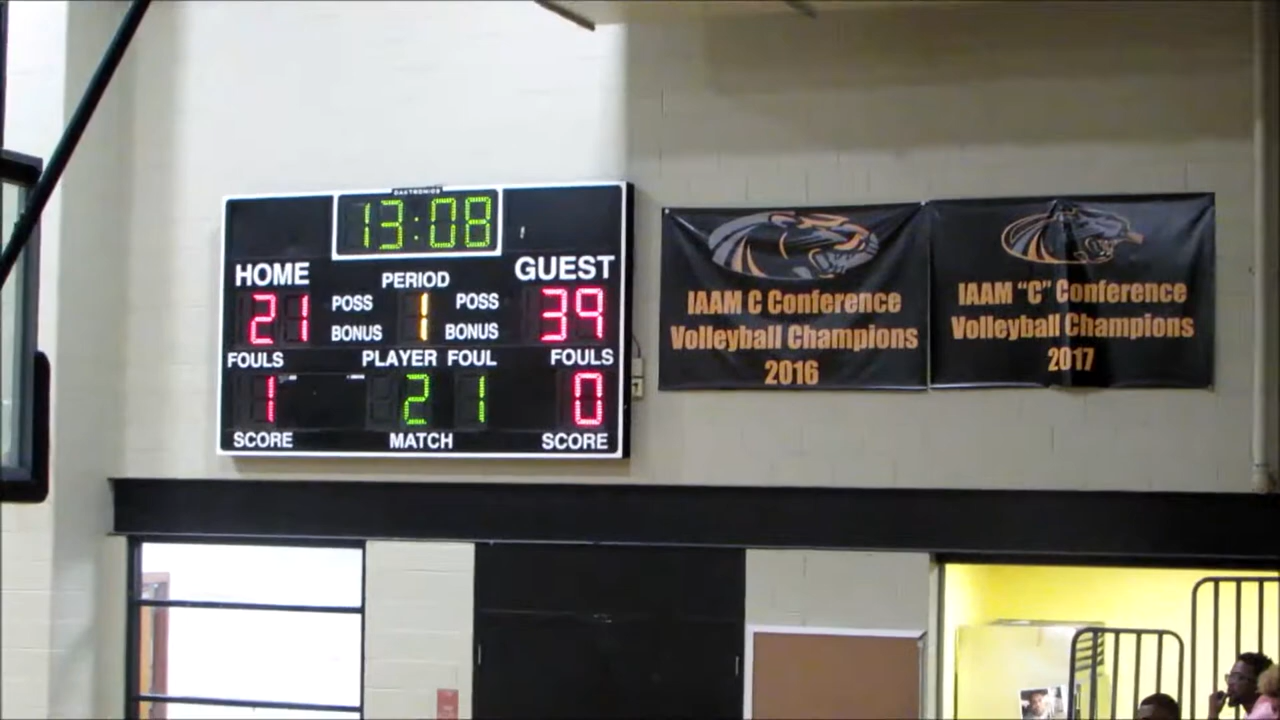 DAKTRONICS
13:08
HOME PERIOD GUEST
21 POSS 1 POSS 39
BONUS BONUS
FOULS PLAYER FOUL FOULS
1 2 1 0
SCORE MATCH SCORE
IAAM C Conference
Volleyball Champions
2016
IAAM “C” Conference
Volleyball Champions
2017